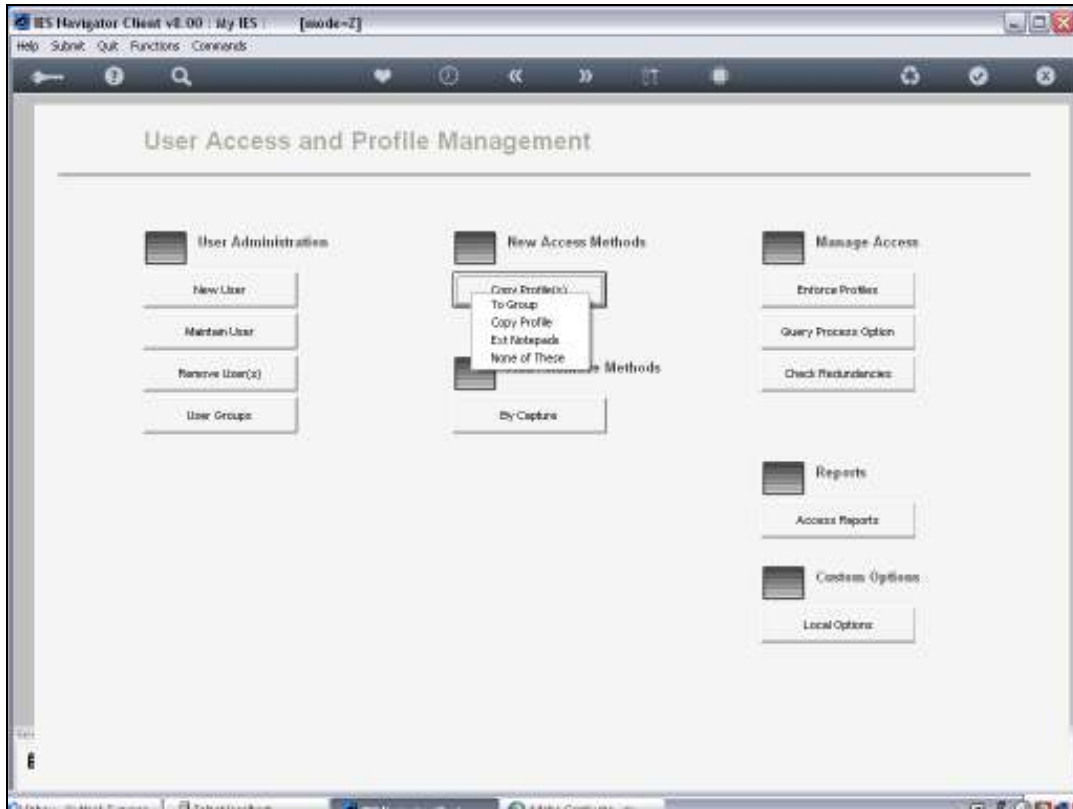 IES Navigator Client v8.00 : My IES : [mode=Z]
Help Submit Quit Functions Commands
User Access and Profile Management
User Administration
New User
Maintain User
Remove User(s)
User Groups
New Access Methods
Copy Profile(s)
To Group
Copy Profile
Ext Notepads
None of These
Methods
By Capture
Manage Access
Enforce Profiles
Query Process Option
Check Redundancies
Reports
Access Reports
Custom Options
Local Options